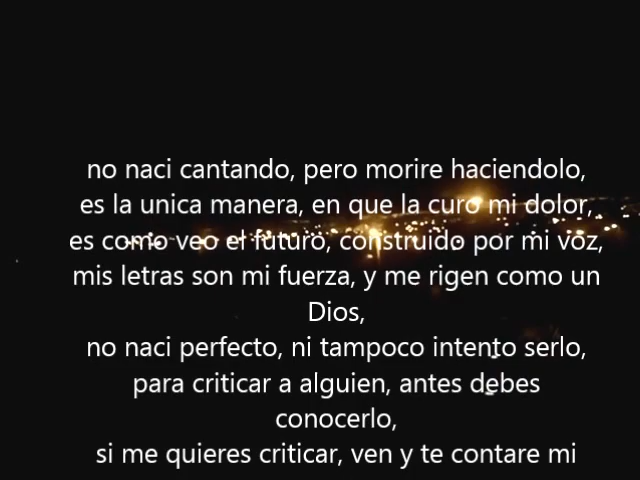 no naci cantando, pero morire haciendolo,
es la unica manera, en que la curo mi dolor,
es como veo el futuro, construido por mi voz,
mis letras son mi fuerza, y me rigen como un
Dios,
no naci perfecto, ni tampoco intento serlo,
para criticar a alguien, antes debes
conocerlo,
si me quieres criticar, ven y te contare mi